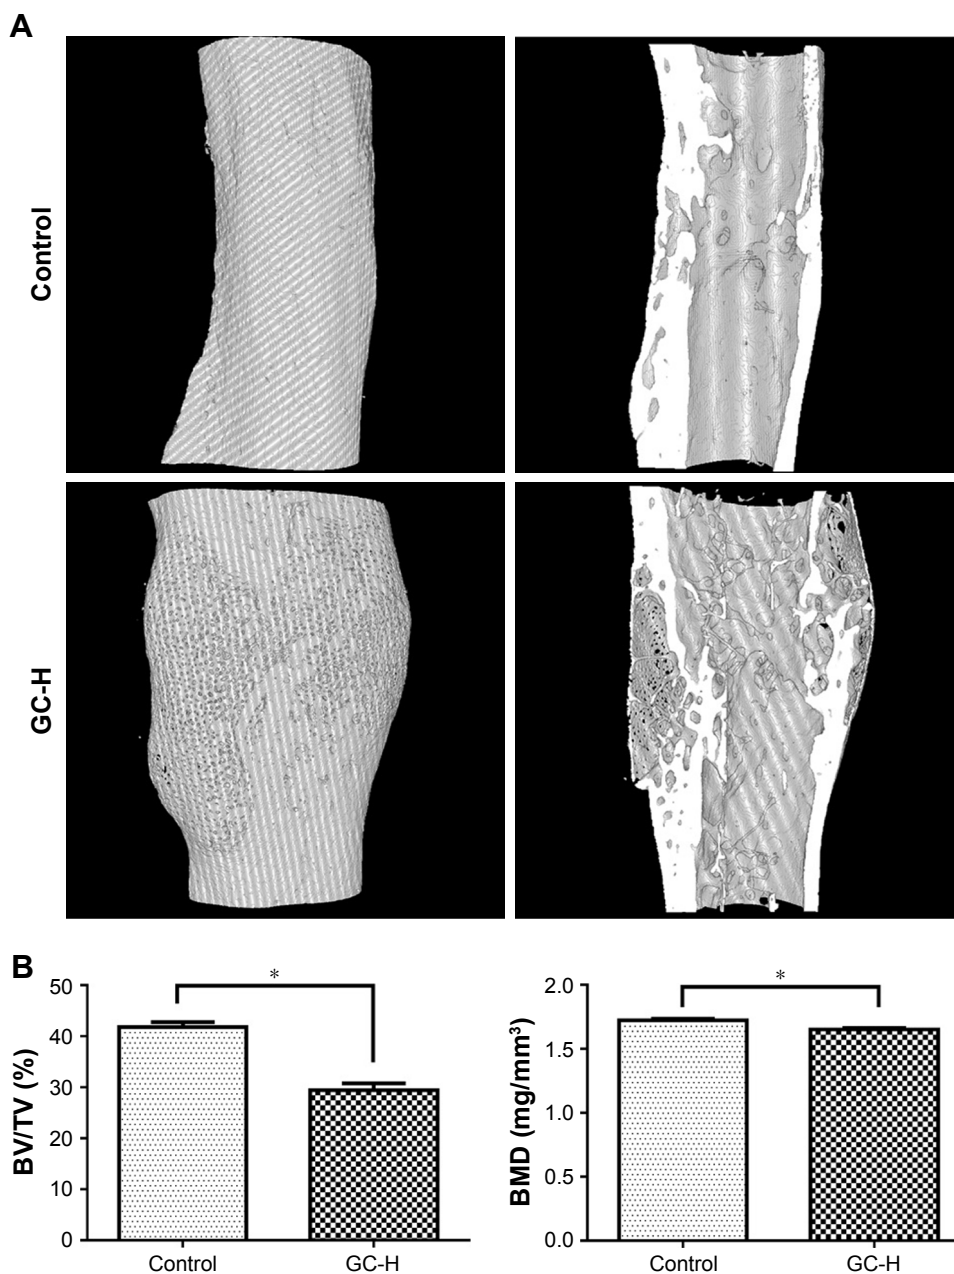 A
Control
GC-H
B
*
50
40
30
20
10
0
BV/TV (%)
Control
GC-H
*
2.0
1.5
1.0
0.5
0.0
BMD (mg/mm³)
Control
GC-H